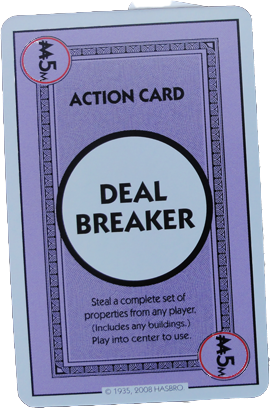 ₩5M
ACTION CARD
DEAL
BREAKER
Steal a complete set of
properties from any player.
(Includes any buildings.)
Play into center to use.
₩5M
© 1935, 2008 HASBRO